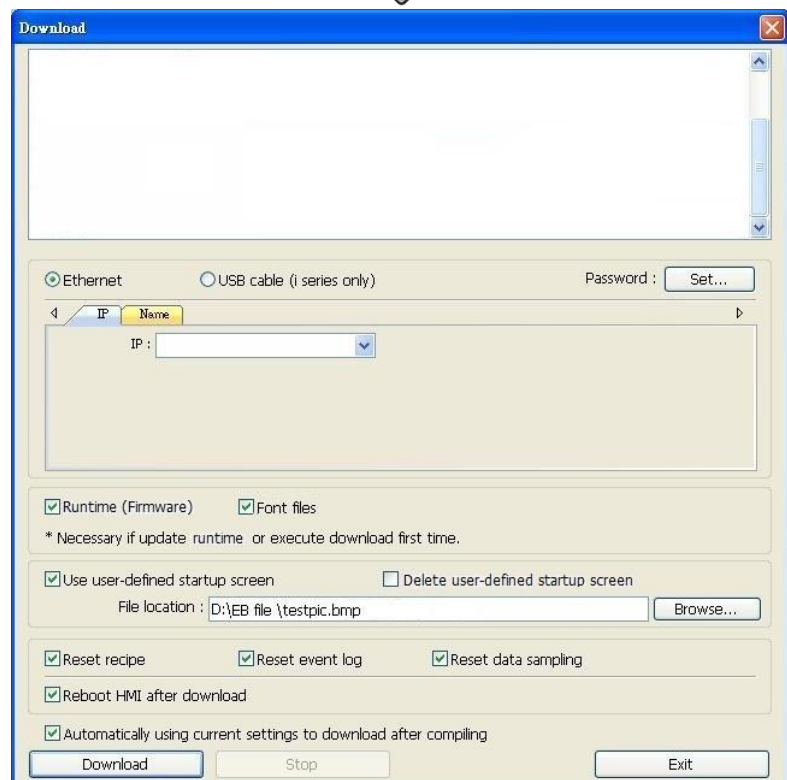 Download
Ethernet USB cable (i series only) Password : Set...
IP Name
IP :
Runtime (Firmware) Font files
* Necessary if update runtime or execute download first time.
Use user-defined startup screen Delete user-defined startup screen
File location : D:\EB file \testpic.bmp Browse...
Reset recipe Reset event log Reset data sampling
Reboot HMI after download
Automatically using current settings to download after compiling
Download Stop Exit